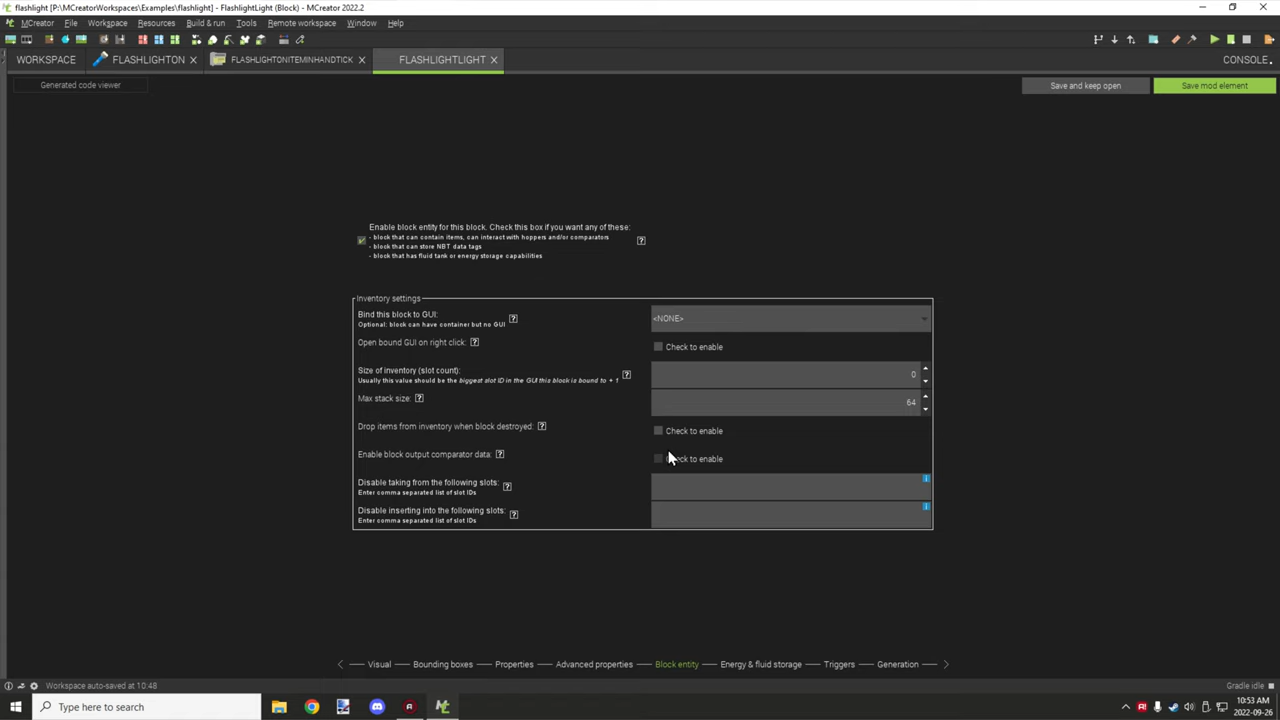 flashlight [P:\MCreatorWorkspaces\Examples\flashlight] - FlashlightLight (Block) - MCreator 2022.2
MCreator File Workspace Resources Build & run Tools Remote workspace Window Help
WORKSPACE FLASHLIGHTON FLASHLIGHTONITEMINHANDTICK FLASHLIGHTLIGHT CONSOLE
Generated code viewer Save and keep open Save mod element
Enable block entity for this block. Check this box if you want any of these:
- block that can contain items, can interact with hoppers and/or comparators
- block that can store NBT data tags
- block that has fluid tank or energy storage capabilities
Inventory settings
Bind this block to GUI: <NONE>
Optional: block can have container but no GUI
Open bound GUI on right click: Check to enable
Size of inventory (slot count): 0
Usually this value should be the biggest slot ID in the GUI this block is bound to + 1
Max stack size: 64
Drop items from inventory when block destroyed: Check to enable
Enable block output comparator data: Check to enable
Disable taking from the following slots:
Enter comma separated list of slot IDs
Disable inserting into the following slots:
Enter comma separated list of slot IDs
Visual Bounding boxes Properties Advanced properties Block entity Energy & fluid storage Triggers Generation
Workspace auto-saved at 10:48 Gradle idle
Type here to search
10:53 AM
2022-09-26